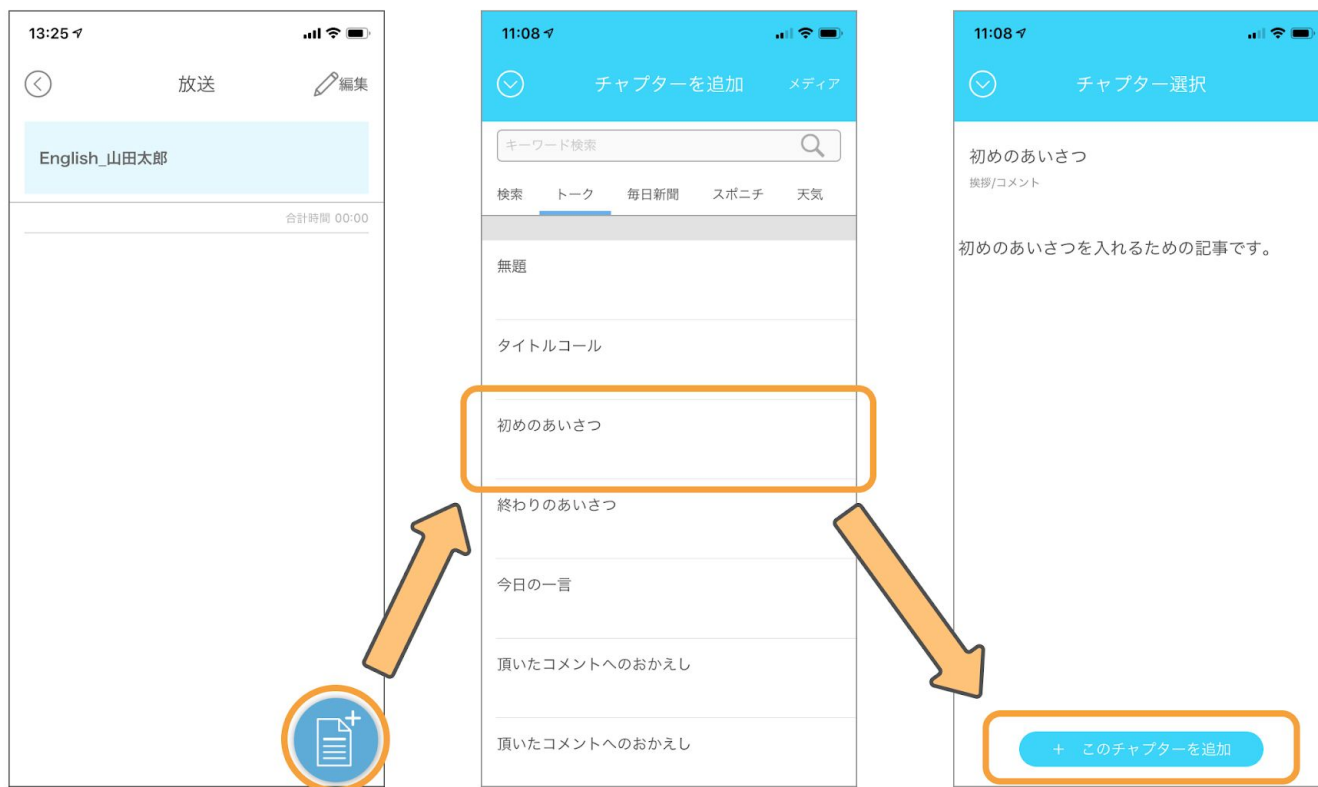 13:25
放送
編集
English_山田太郎
合計時間 00:00
11:08
チャプターを追加
メディア
キーワード検索
検索 トーク 毎日新聞 スポニチ 天気
無題
タイトルコール
初めのあいさつ
終わりのあいさつ
今日の一言
頂いたコメントへのおかえし
頂いたコメントへのおかえし
11:08
チャプター選択
初めのあいさつ
挨拶/コメント
初めのあいさつを入れるための記事です。
+ このチャプターを追加